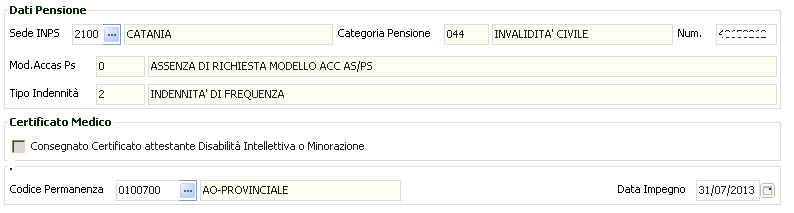 Dati Pensione
Sede INPS 2100 ... CATANIA Categoria Pensione 044 INVALIDITA' CIVILE Num.
Mod.Accas Ps 0 ASSENZA DI RICHIESTA MODELLO ACC AS/PS
Tipo Indennità 2 INDENNITA' DI FREQUENZA
Certificato Medico
Consegnato Certificato attestante Disabilità Intellettiva o Minorazione
.
Codice Permanenza 0100700 ... AO-PROVINCIALE Data Impegno 31/07/2013